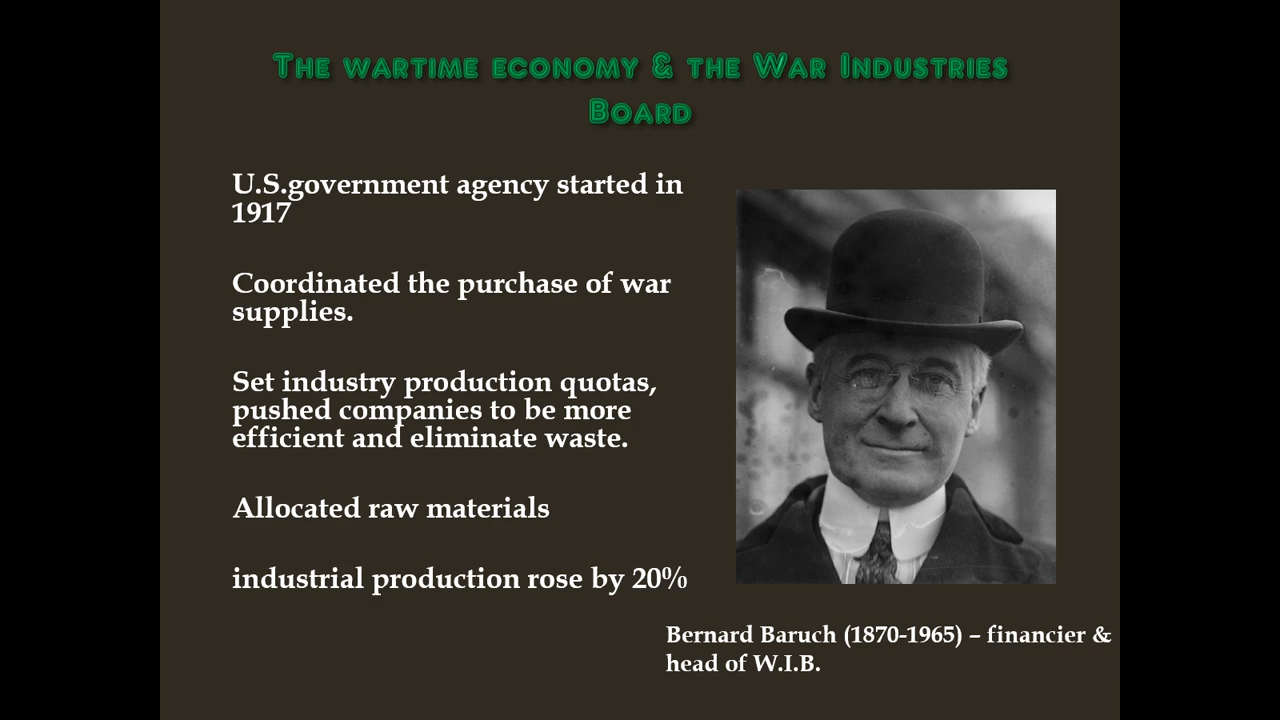 The wartime economy & the War Industries
Board
U.S.government agency started in
1917
Coordinated the purchase of war
supplies.
Set industry production quotas,
pushed companies to be more
efficient and eliminate waste.
Allocated raw materials
industrial production rose by 20%
Bernard Baruch (1870-1965) – financier &
head of W.I.B.